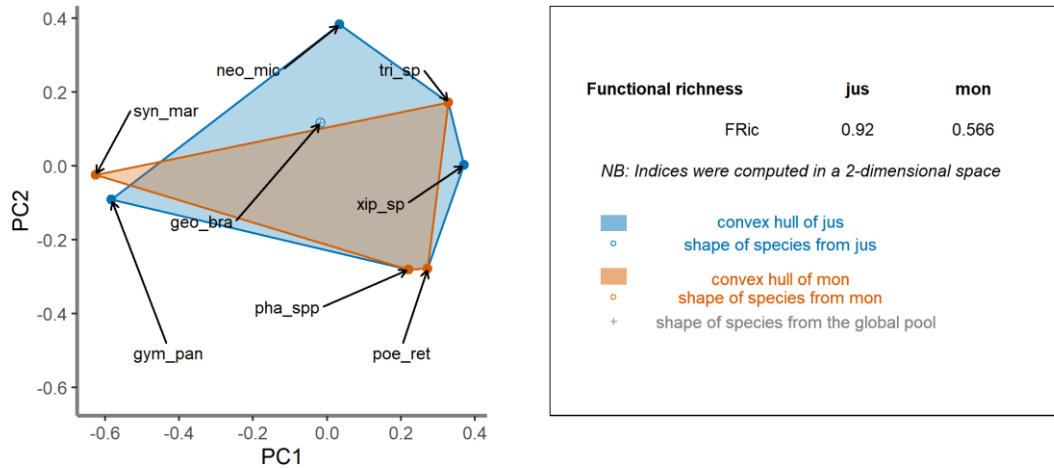 0.4
0.2
0.0
-0.2
-0.4
-0.6
PC2
-0.6 -0.4 -0.2 0.0 0.2 0.4
PC1
neo_mic
tri_sp
syn_mar
xip_sp
geo_bra
pha_spp
gym_pan
poe_ret
Functional richness jus mon
FRic 0.92 0.566
NB: Indices were computed in a 2-dimensional space
convex hull of jus
shape of species from jus
convex hull of mon
shape of species from mon
shape of species from the global pool